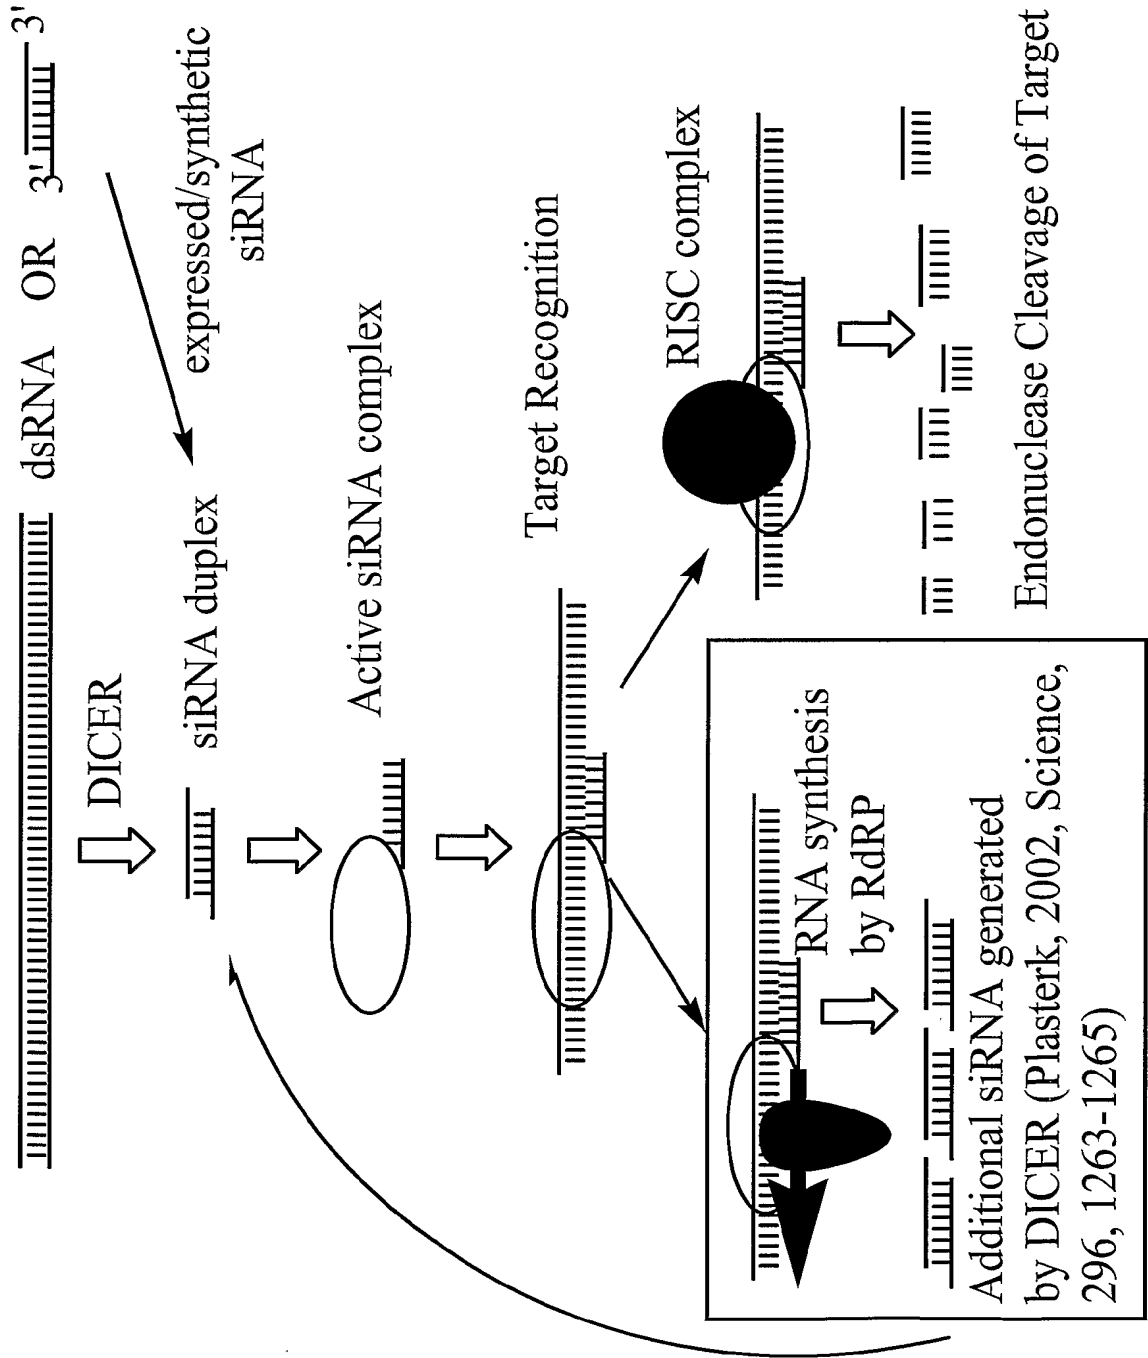 dsRNA OR 3' 3'
DICER
expressed/synthetic
siRNA
siRNA duplex
Active siRNA complex
Target Recognition
RISC complex
Endonuclease Cleavage of Target
RNA synthesis
by RdRP
Additional siRNA generated
by DICER (Plasterk, 2002, Science,
296, 1263-1265)